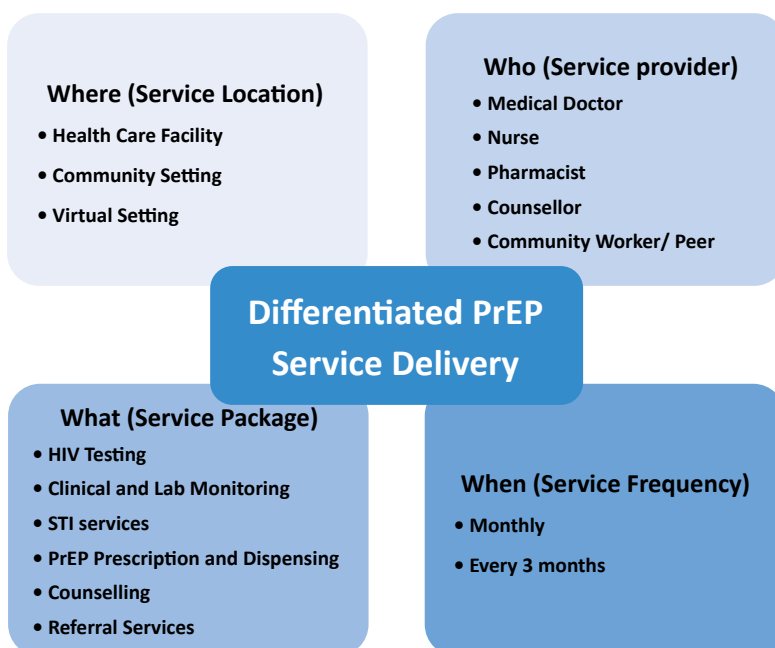 Where (Service Location)
• Health Care Facility
• Community Setting
• Virtual Setting
Who (Service provider)
• Medical Doctor
• Nurse
• Pharmacist
• Counsellor
• Community Worker/ Peer
Differentiated PrEP
Service Delivery
What (Service Package)
• HIV Testing
• Clinical and Lab Monitoring
• STI services
• PrEP Prescription and Dispensing
• Counselling
• Referral Services
When (Service Frequency)
• Monthly
• Every 3 months